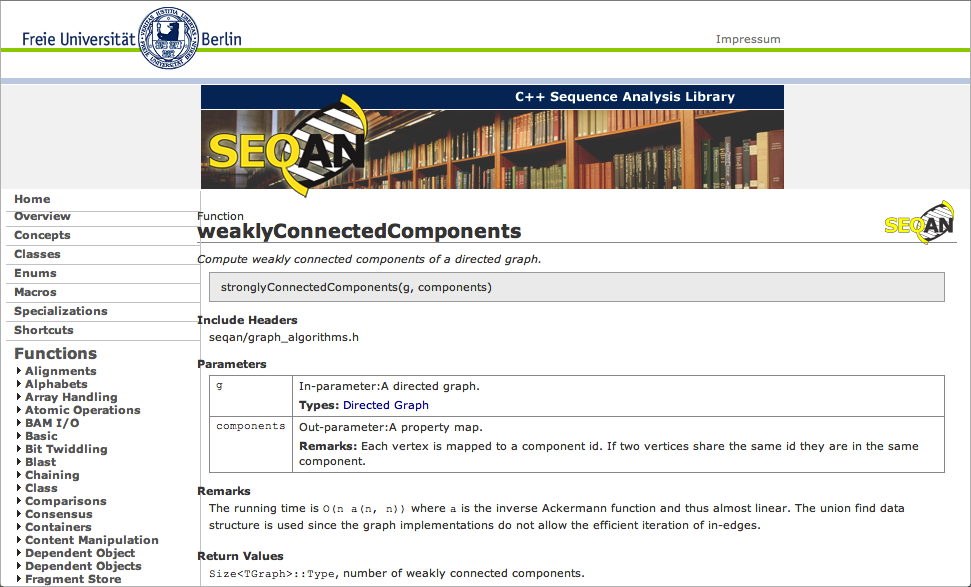 Freie Universität Berlin
Impressum
C++ Sequence Analysis Library
SEQAN
Home
Overview
Concepts
Classes
Enums
Macros
Specializations
Shortcuts
Functions
Alignments
Alphabets
Array Handling
Atomic Operations
BAM I/O
Basic
Bit Twiddling
Blast
Chaining
Class
Comparisons
Consensus
Containers
Content Manipulation
Dependent Object
Dependent Objects
Fragment Store
Function
SEQAN
weaklyConnectedComponents
Compute weakly connected components of a directed graph.
stronglyConnectedComponents(g, components)
Include Headers
seqan/graph_algorithms.h
Parameters
g
In-parameter:A directed graph.
Types: Directed Graph
components
Out-parameter:A property map.
Remarks: Each vertex is mapped to a component id. If two vertices share the same id they are in the same
component.
Remarks
The running time is O(n a(n, n)) where a is the inverse Ackermann function and thus almost linear. The union find data
structure is used since the graph implementations do not allow the efficient iteration of in-edges.
Return Values
Size<TGraph>::Type, number of weakly connected components.